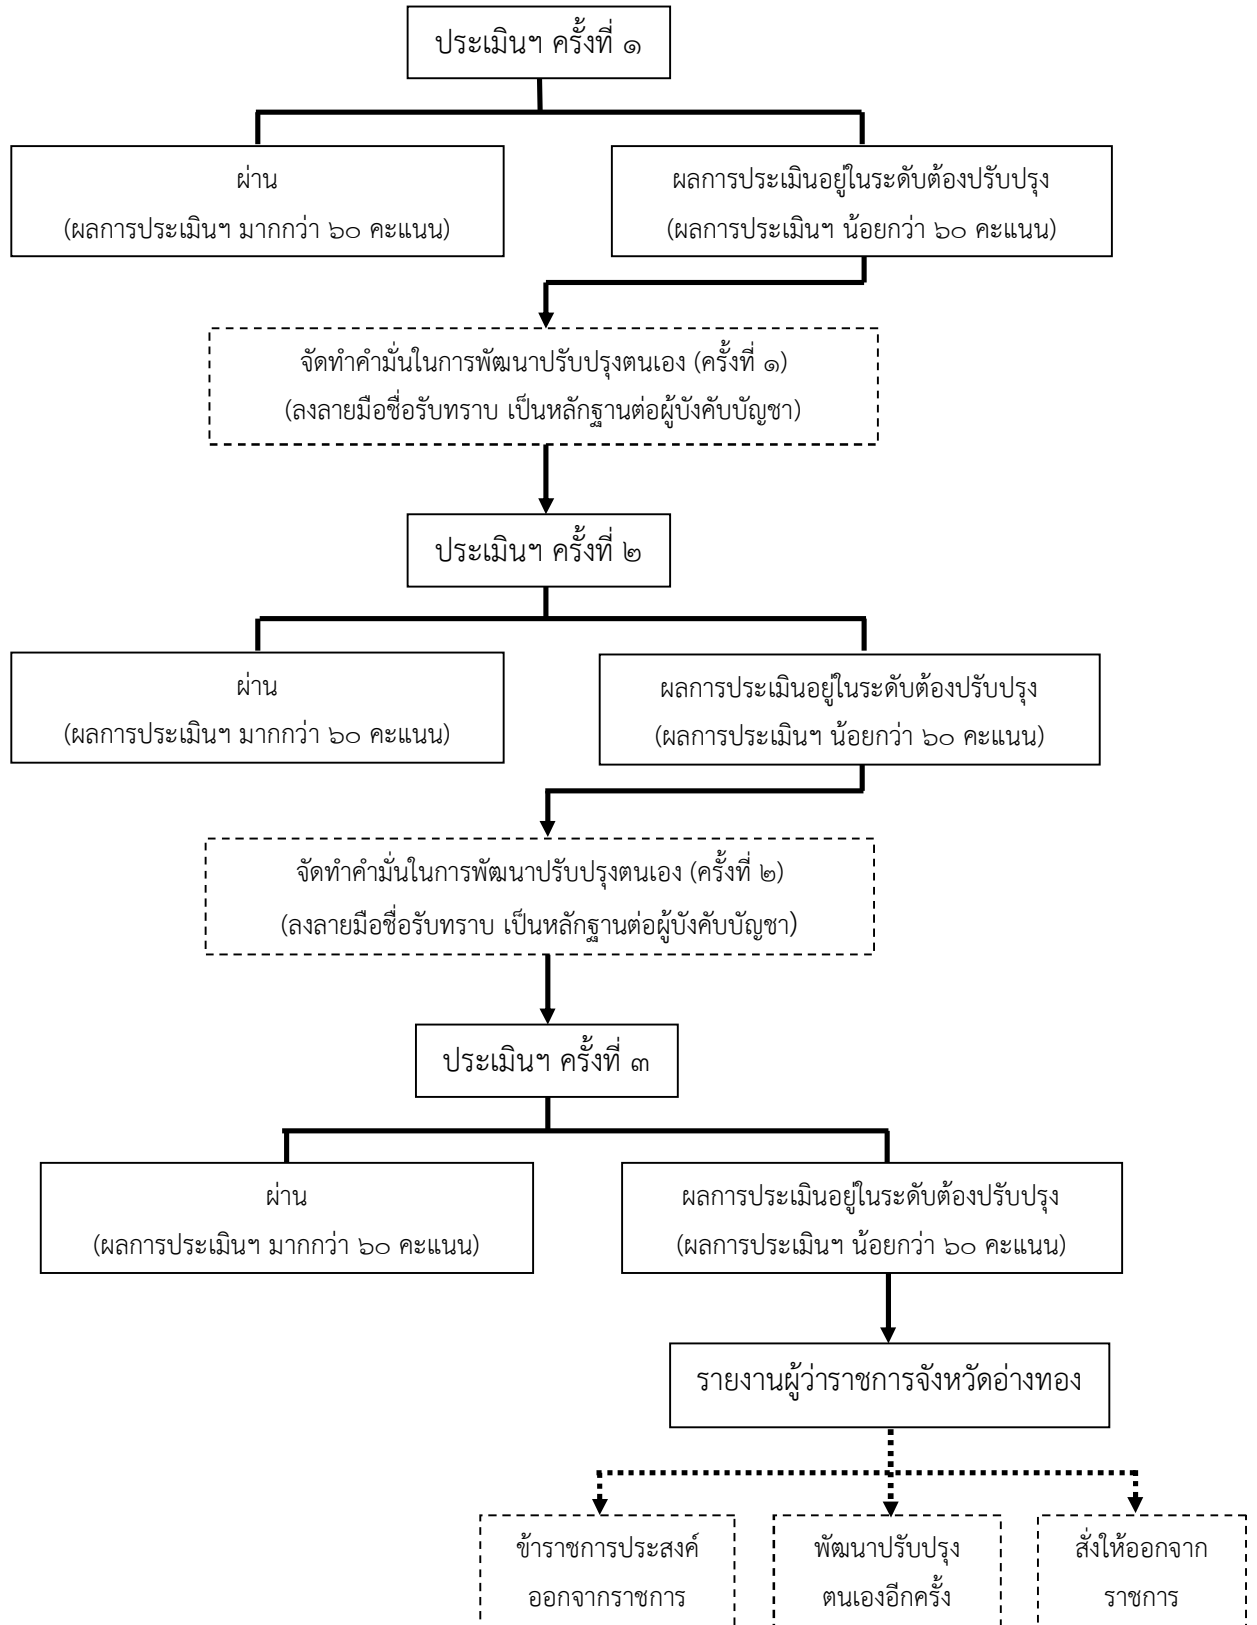 ประเมินฯ ครั้งที่ ๑
ผ่าน
(ผลการประเมินฯ มากกว่า ๖๐ คะแนน)
ผลการประเมินอยู่ในระดับต้องปรับปรุง
(ผลการประเมินฯ น้อยกว่า ๖๐ คะแนน)
จัดทำคำมั่นในการพัฒนาปรับปรุงตนเอง (ครั้งที่ ๑)
(ลงลายมือชื่อรับทราบ เป็นหลักฐานต่อผู้บังคับบัญชา)
ประเมินฯ ครั้งที่ ๒
ผ่าน
(ผลการประเมินฯ มากกว่า ๖๐ คะแนน)
ผลการประเมินอยู่ในระดับต้องปรับปรุง
(ผลการประเมินฯ น้อยกว่า ๖๐ คะแนน)
จัดทำคำมั่นในการพัฒนาปรับปรุงตนเอง (ครั้งที่ ๒)
(ลงลายมือชื่อรับทราบ เป็นหลักฐานต่อผู้บังคับบัญชา)
ประเมินฯ ครั้งที่ ๓
ผ่าน
(ผลการประเมินฯ มากกว่า ๖๐ คะแนน)
ผลการประเมินอยู่ในระดับต้องปรับปรุง
(ผลการประเมินฯ น้อยกว่า ๖๐ คะแนน)
รายงานผู้ว่าราชการจังหวัดอ่างทอง
ข้าราชการประสงค์
ออกจากราชการ
พัฒนาปรับปรุง
ตนเองอีกครั้ง
สั่งให้ออกจาก
ราชการ